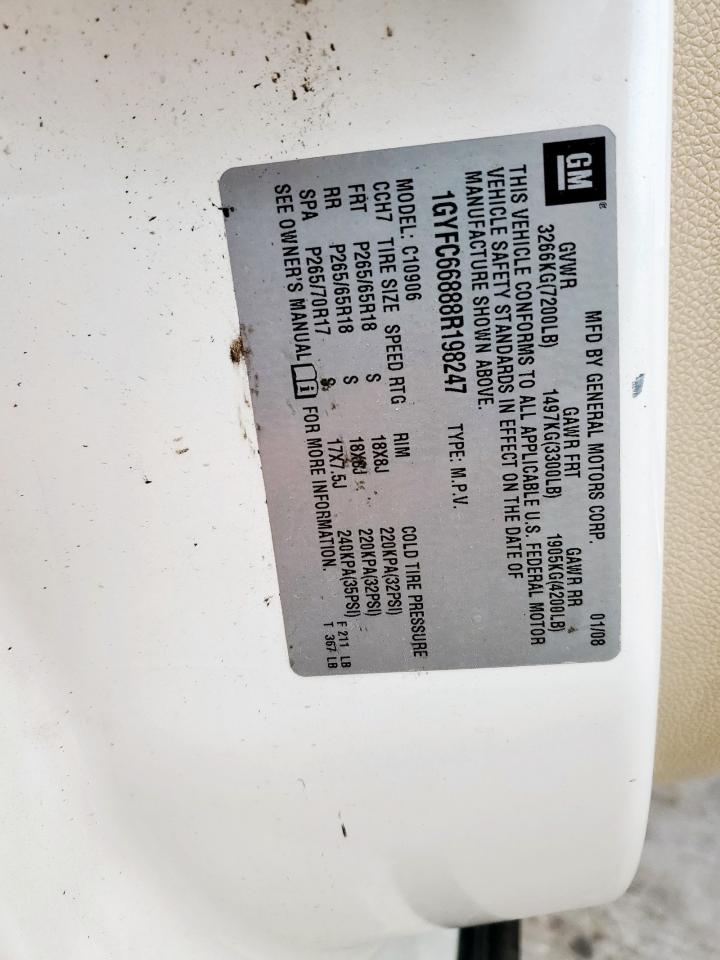 GM®
MFD BY GENERAL MOTORS CORP. 01/08
GVWR GAWR FRT GAWR RR
3266KG(7200LB) 1497KG(3300LB) 1905KG(4200LB)
THIS VEHICLE CONFORMS TO ALL APPLICABLE U.S. FEDERAL MOTOR
VEHICLE SAFETY STANDARDS IN EFFECT ON THE DATE OF
MANUFACTURE SHOWN ABOVE.
1GYFC66888R198247 TYPE: M.P.V.
MODEL: C10906
CCH7 TIRE SIZE SPEED RTG RIM COLD TIRE PRESSURE
FRT P265/65R18 S 18X8J 220KPA(32PSI)
RR P265/65R18 S 18X8J 220KPA(32PSI)
SPA P265/70R17 S 17X7.5J 240KPA(35PSI)
SEE OWNER'S MANUAL i FOR MORE INFORMATION.
F 211 LB
T 367 LB